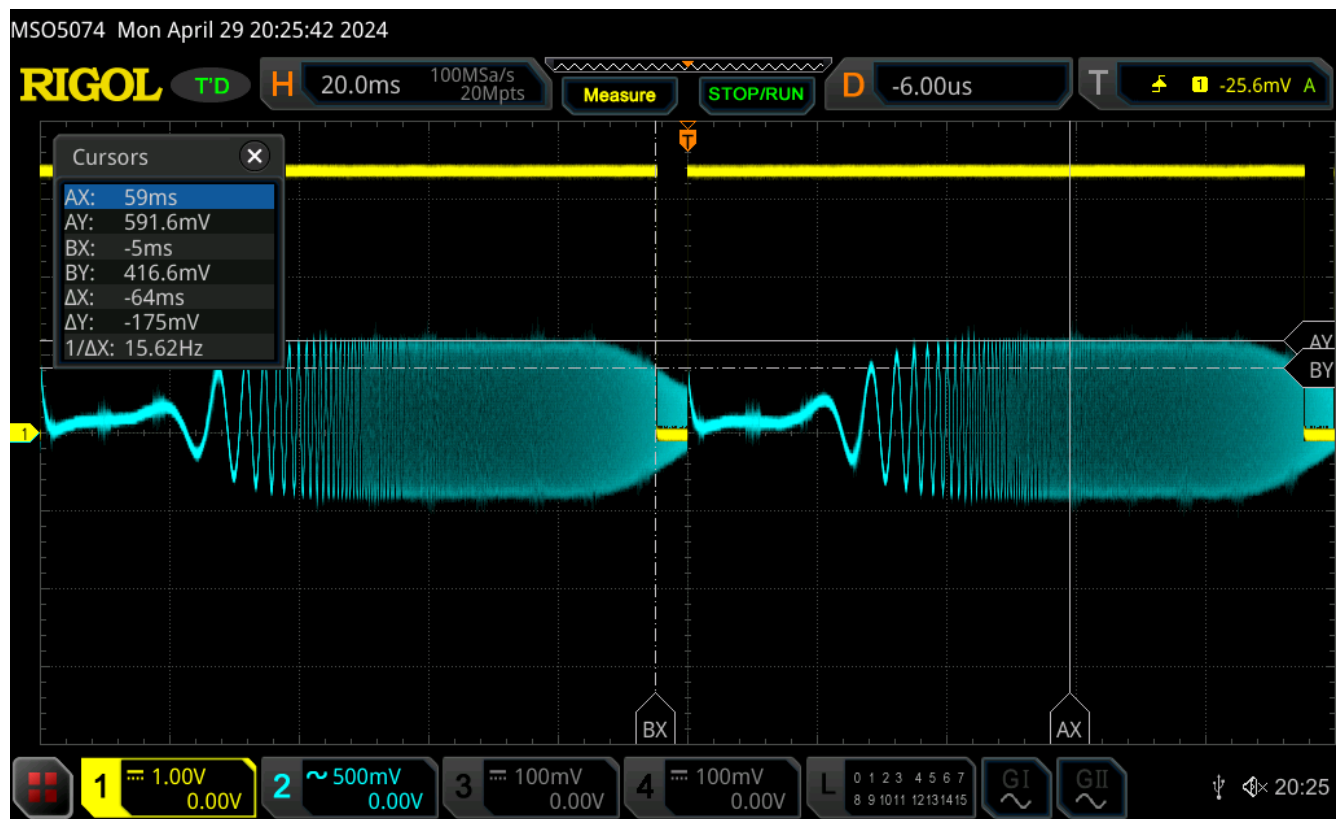 MSO5074 Mon April 29 20:25:42 2024
RIGOL T'D H 20.0ms 100MSa/s 20Mpts Measure STOP/RUN D -6.00us T 1 -25.6mV A
T
Cursors
AX: 59ms
AY: 591.6mV
BX: -5ms
BY: 416.6mV
ΔX: -64ms
ΔY: -175mV
1/ΔX: 15.62Hz
AY
BY
1
BX AX
1 1.00V 0.00V
2 500mV 0.00V
3 100mV 0.00V
4 100mV 0.00V
L 0 1 2 3 4 5 6 7
8 9 10 11 12 13 14 15
GI GII
20:25